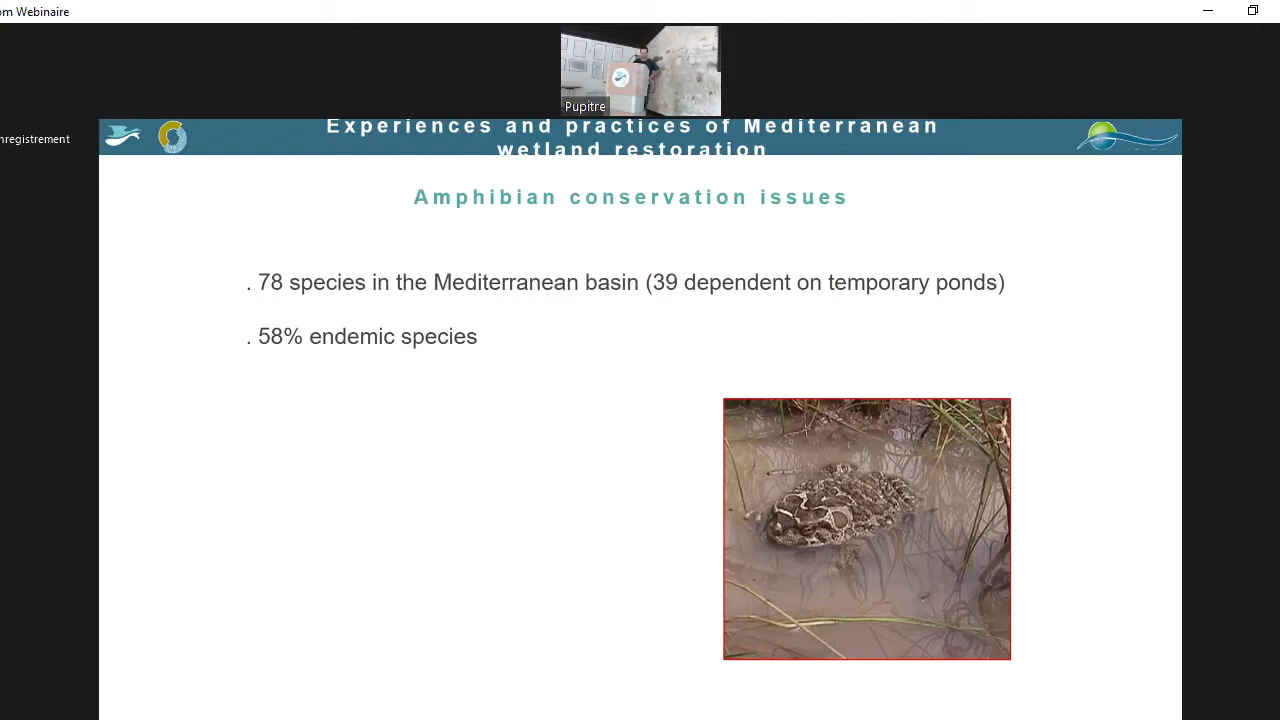 om Webinaire
Pupitre
nregistrement
Experiences and practices of Mediterranean
wetland restoration
Amphibian conservation issues
. 78 species in the Mediterranean basin (39 dependent on temporary ponds)
. 58% endemic species